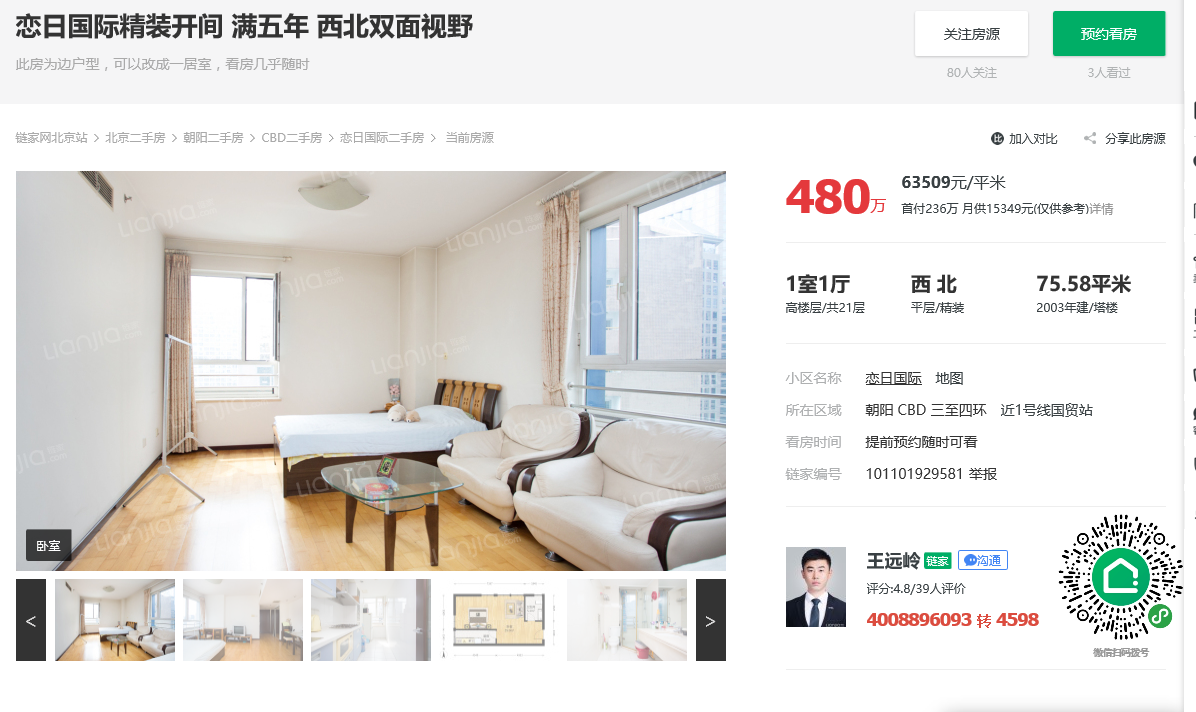 恋日国际精装开间 满五年 西北双面视野
此房为边户型，可以改成一居室，看房几乎随时
关注房源
80人关注
预约看房
3人看过
链家网北京站 > 北京二手房 > 朝阳二手房 > CBD二手房 > 恋日国际二手房 > 当前房源
加入对比
分享此房源
lianjia
卧室
<
>
480万
63509元/平米
首付236万 月供15349元(仅供参考)详情
1室1厅
高楼层/共21层
西 北
平层/精装
75.58平米
2003年建/塔楼
小区名称 恋日国际 地图
所在区域 朝阳 CBD 三至四环 近1号线国贸站
看房时间 提前预约随时可看
链家编号 101101929581 举报
王远岭 链家 沟通
评分:4.8/39人评价
4008896093 转 4598
微信扫码拨号